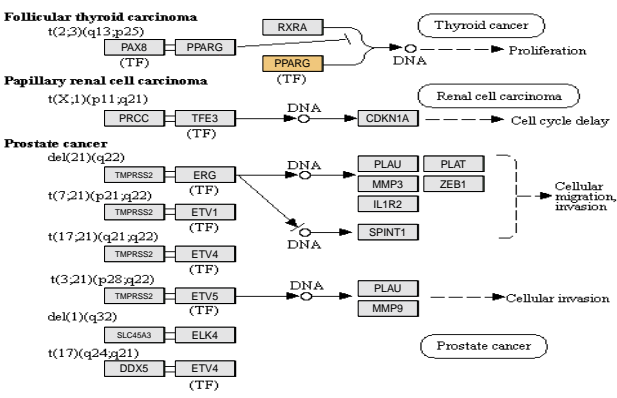 Follicular thyroid carcinoma
t(2;3)(q13;p25)
PAX8 PPARG
(TF)
RXRA
PPARG
(TF)
DNA
Thyroid cancer
Proliferation
Papillary renal cell carcinoma
t(X;1)(p11;q21)
PRCC TFE3
(TF)
DNA
CDKN1A
Renal cell carcinoma
Cell cycle delay
Prostate cancer
del(21)(q22)
TMPRSS2 ERG
(TF)
DNA
PLAU PLAT
MMP3 ZEB1
IL1R2
DNA
SPINT1
Cellular
migration,
invasion
t(7;21)(p21;q22)
TMPRSS2 ETV1
(TF)
t(17;21)(q21;q22)
TMPRSS2 ETV4
(TF)
t(3;21)(p28;q22)
TMPRSS2 ETV5
(TF)
DNA
PLAU
MMP9
Cellular invasion
del(1)(q32)
SLC45A3 ELK4
t(17)(q24;q21)
DDX5 ETV4
(TF)
Prostate cancer